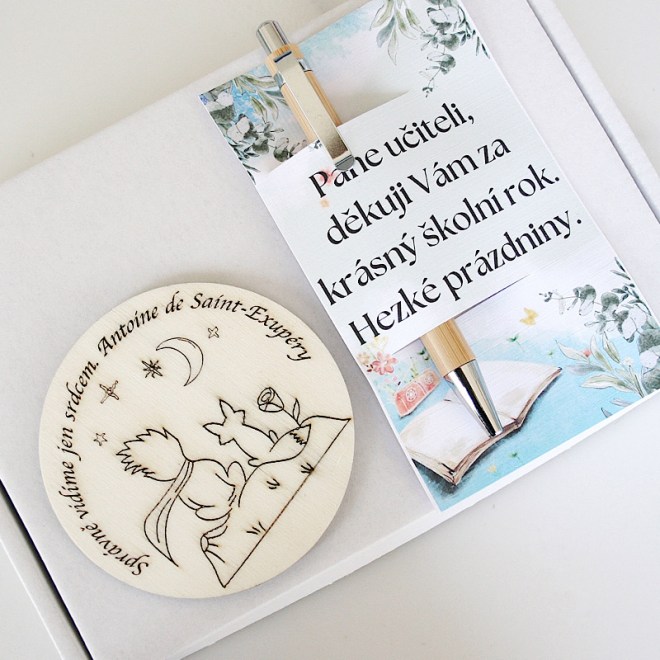 Pane učiteli,
děkuji Vám za
krásný školní rok.
Hezké prázdniny.
Správně vidíme jen srdcem. Antoine de Saint-Exupéry